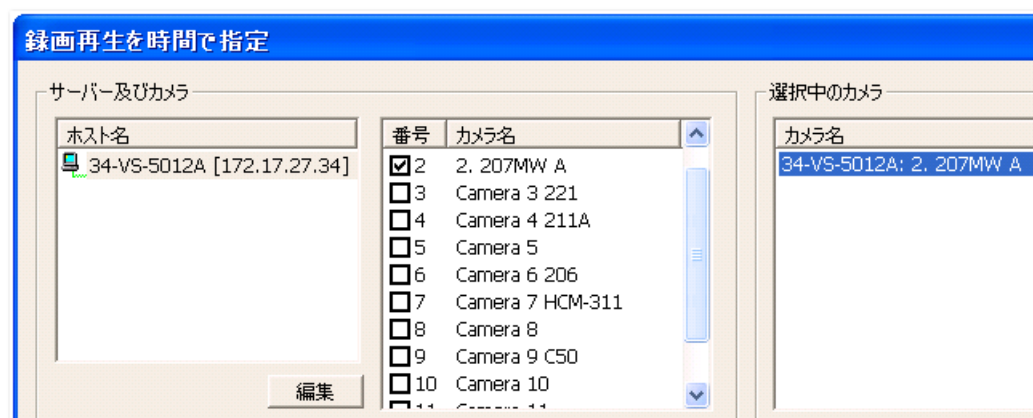 録画再生を時間で指定
サーバー及びカメラ
ホスト名
34-VS-5012A [172.17.27.34]
編集
番号 カメラ名
2 2. 207MW A
3 Camera 3 221
4 Camera 4 211A
5 Camera 5
6 Camera 6 206
7 Camera 7 HCM-311
8 Camera 8
9 Camera 9 C50
10 Camera 10
選択中のカメラ
カメラ名
34-VS-5012A: 2. 207MW A